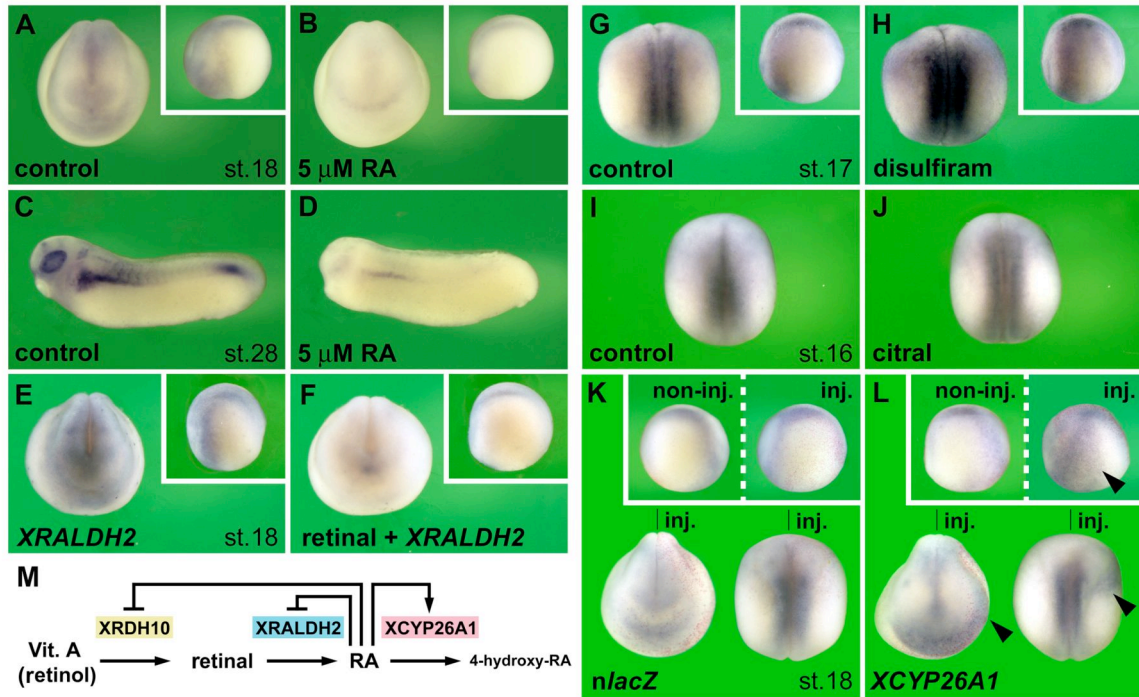 A
control
st.18
B
5 µM RA
C
control
st.28
D
5 µM RA
E
XRALDH2
st.18
F
retinal + XRALDH2
G
control
st.17
H
disulfiram
I
control
st.16
J
citral
K
non-inj.
inj.
inj.
nlacZ
st.18
L
non-inj.
inj.
inj.
XCYP26A1
M
XRDH10
XRALDH2
XCYP26A1
Vit. A
(retinol)
retinal
RA
4-hydroxy-RA